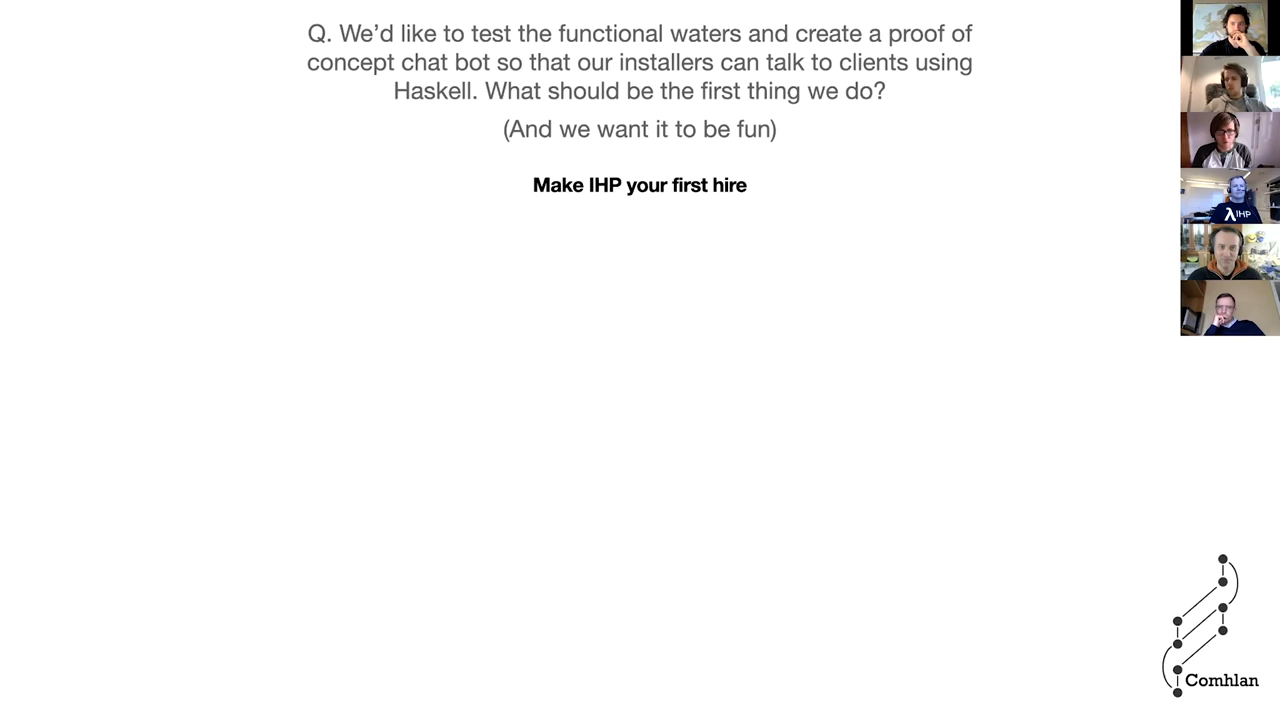 Q. We’d like to test the functional waters and create a proof of
concept chat bot so that our installers can talk to clients using
Haskell. What should be the first thing we do?
(And we want it to be fun)
Make IHP your first hire
λIHP
Comhlan